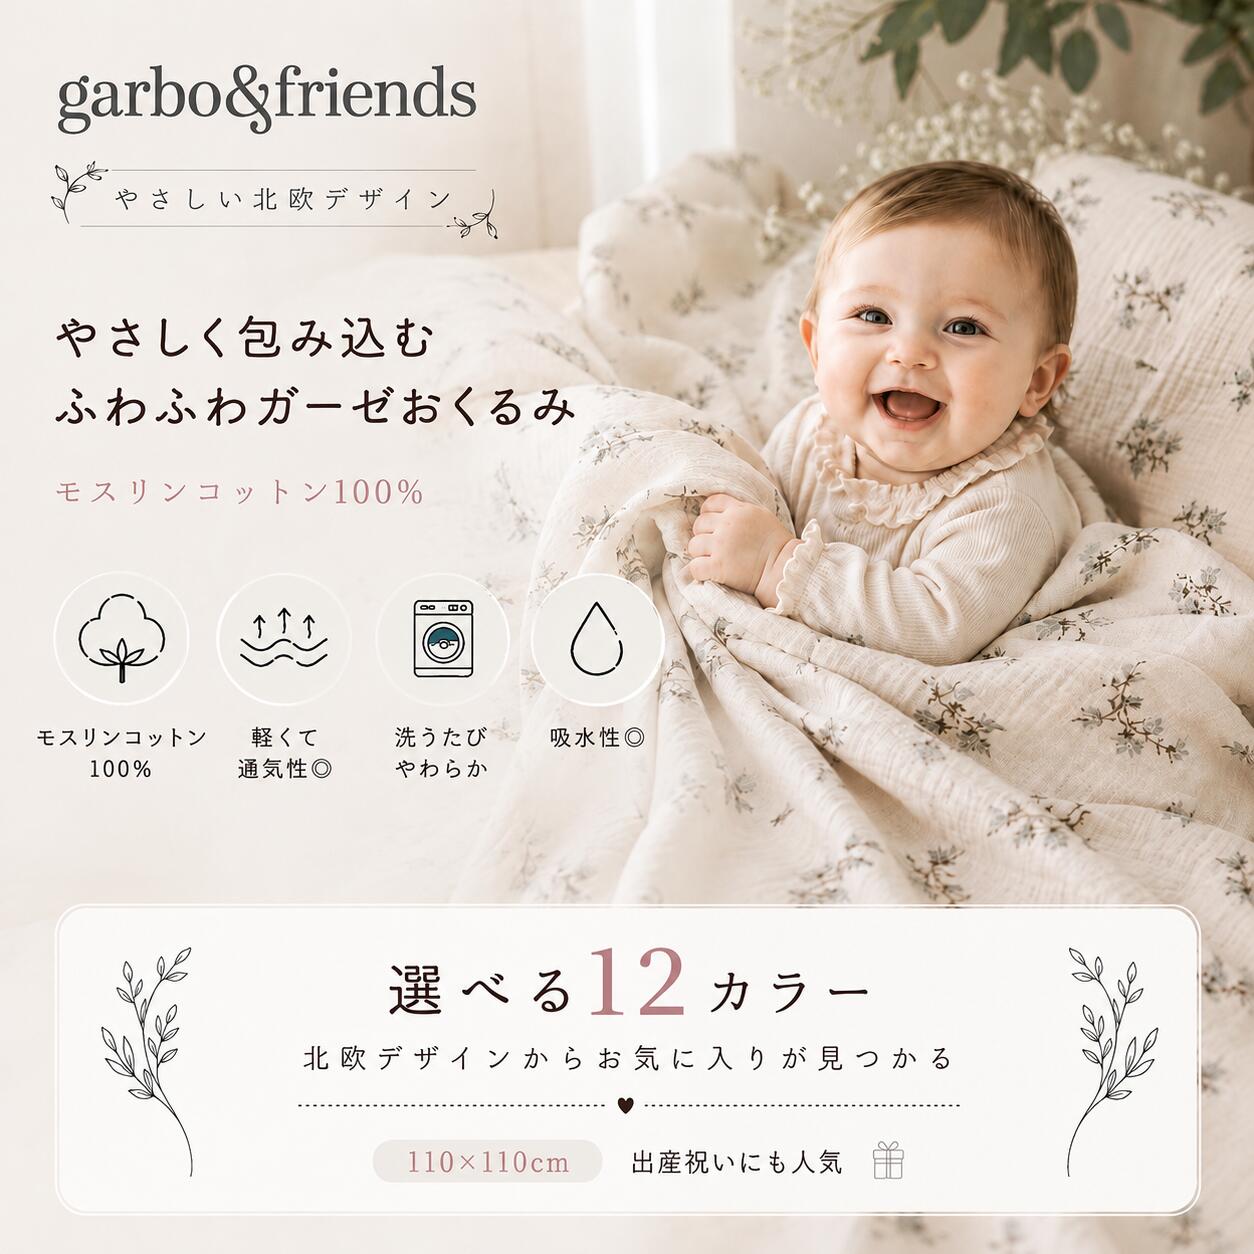 garbo&friends
やさしい北欧デザイン
やさしく包み込む
ふわふわガーゼおくるみ
モスリンコットン100%
モスリンコットン
100%
軽くて
通気性◎
洗うたび
やわらか
吸水性◎
選べる12カラー
北欧デザインからお気に入りが見つかる
110×110cm
出産祝いにも人気